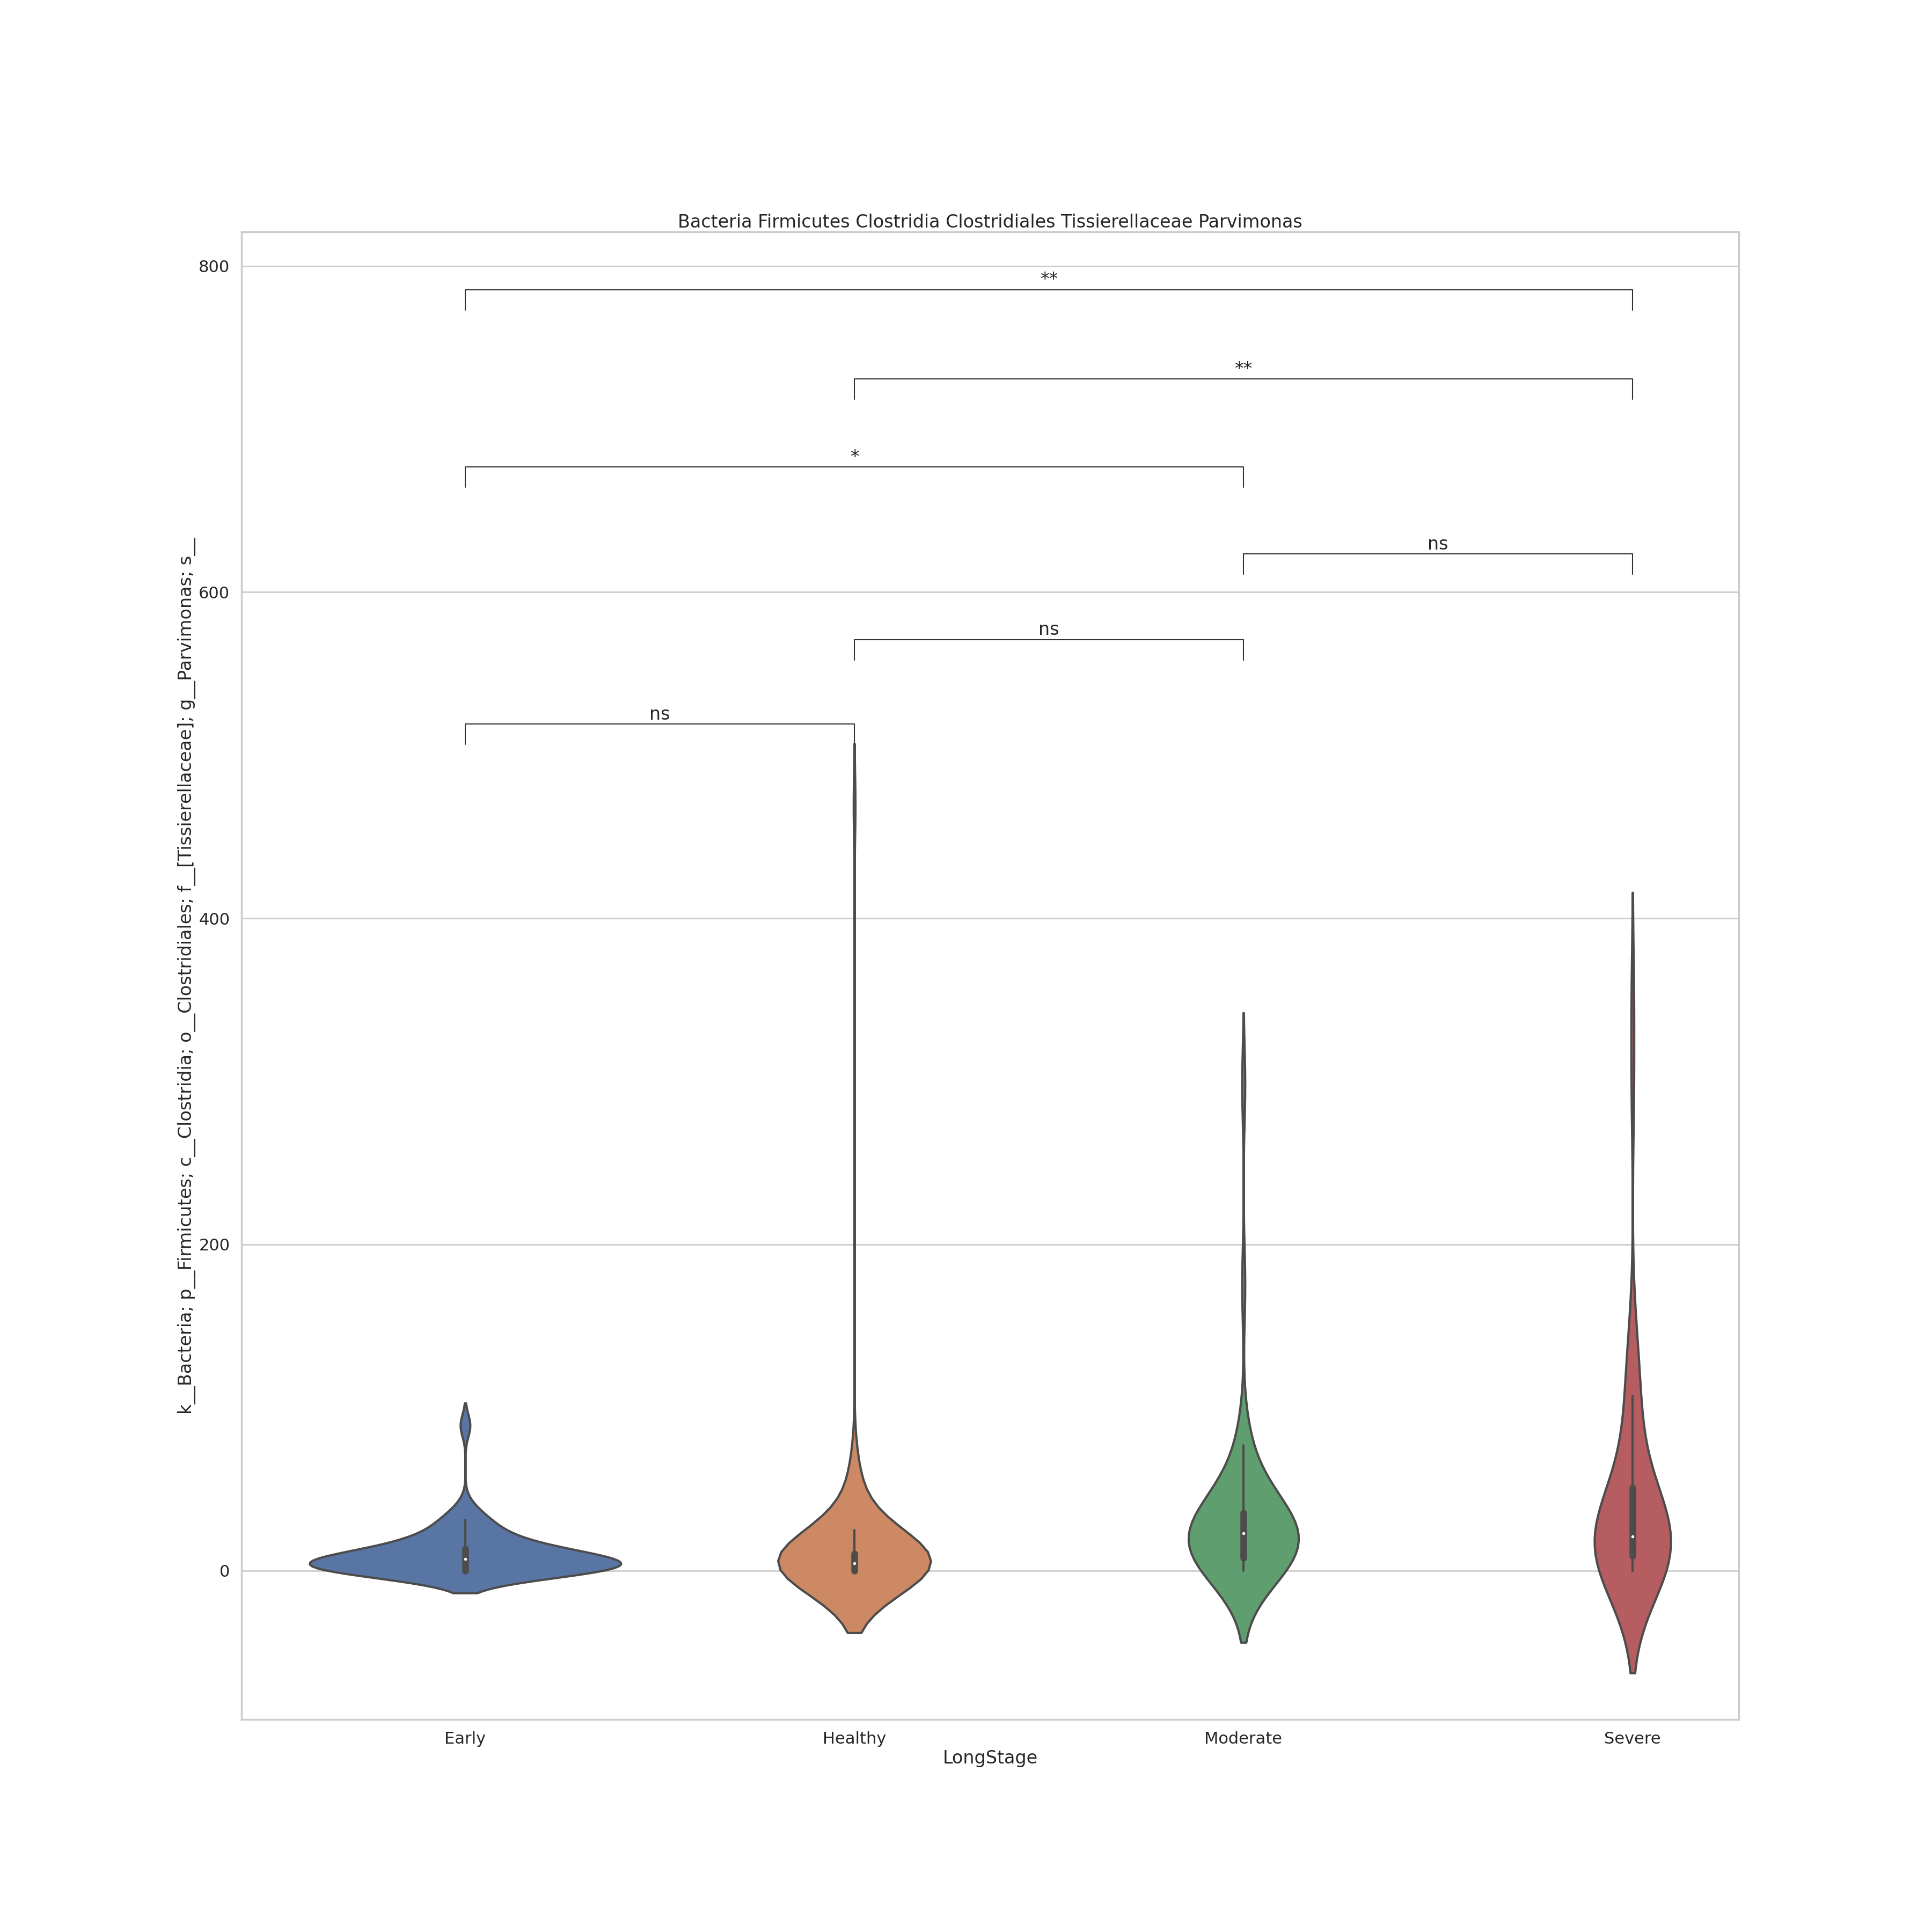 Bacteria Firmicutes Clostridia Clostridiales Tissierellaceae Parvimonas
k__Bacteria; p__Firmicutes; c__Clostridia; o__Clostridiales; f__[Tissierellaceae]; g__Parvimonas; s__
800
600
400
200
0
**
**
*
ns
ns
ns
Early
Healthy
Moderate
Severe
LongStage